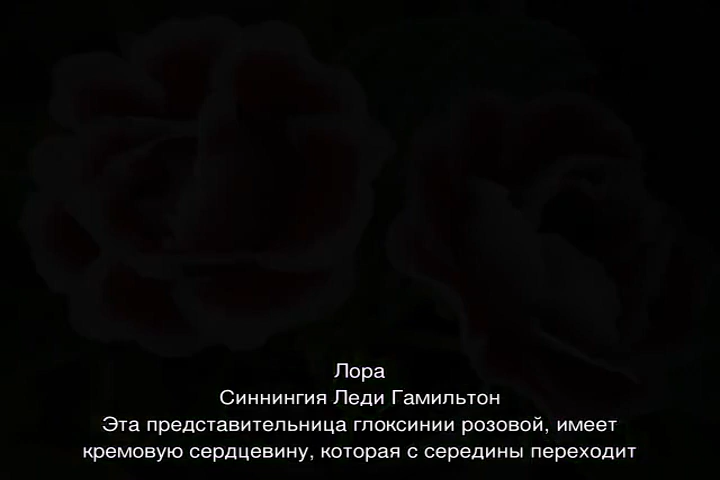 Лора
Синнингия Леди Гамильтон
Эта представительница глоксинии розовой, имеет
кремовую сердцевину, которая с середины переходит